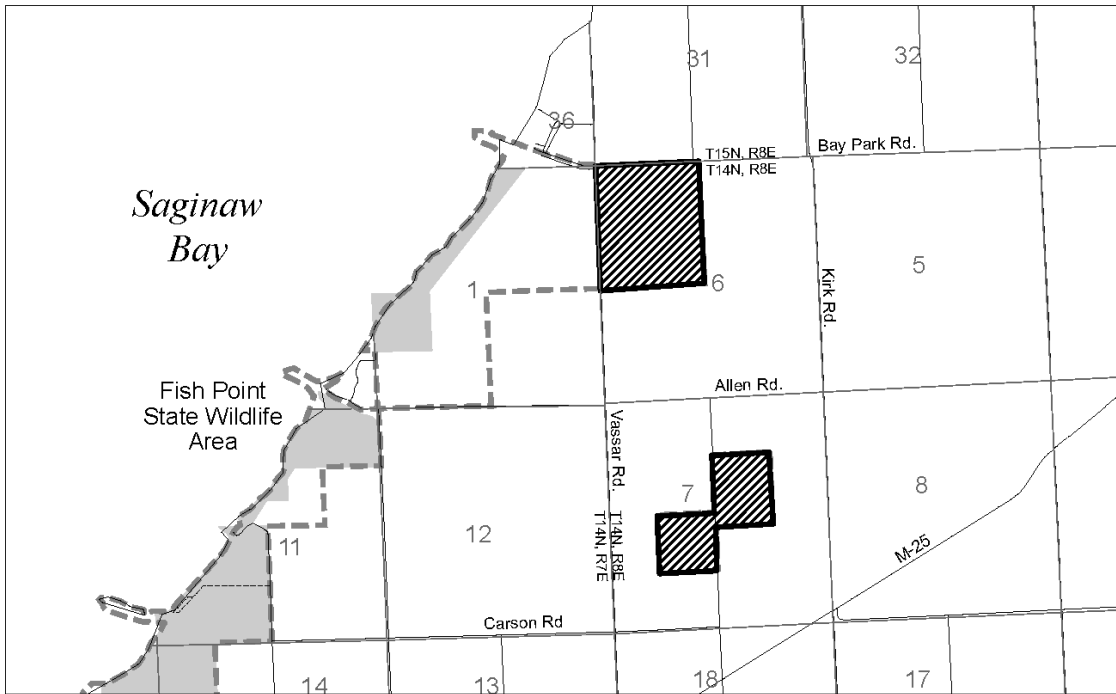 31
32
36
Bay Park Rd.
T15N, R8E
T14N, R8E
Saginaw
Bay
1
6
5
Kirk Rd.
Allen Rd.
Fish Point
State Wildlife
Area
Vassar Rd.
7
8
T14N, R8E
T14N, R7E
11
12
M-25
Carson Rd
14
13
18
17